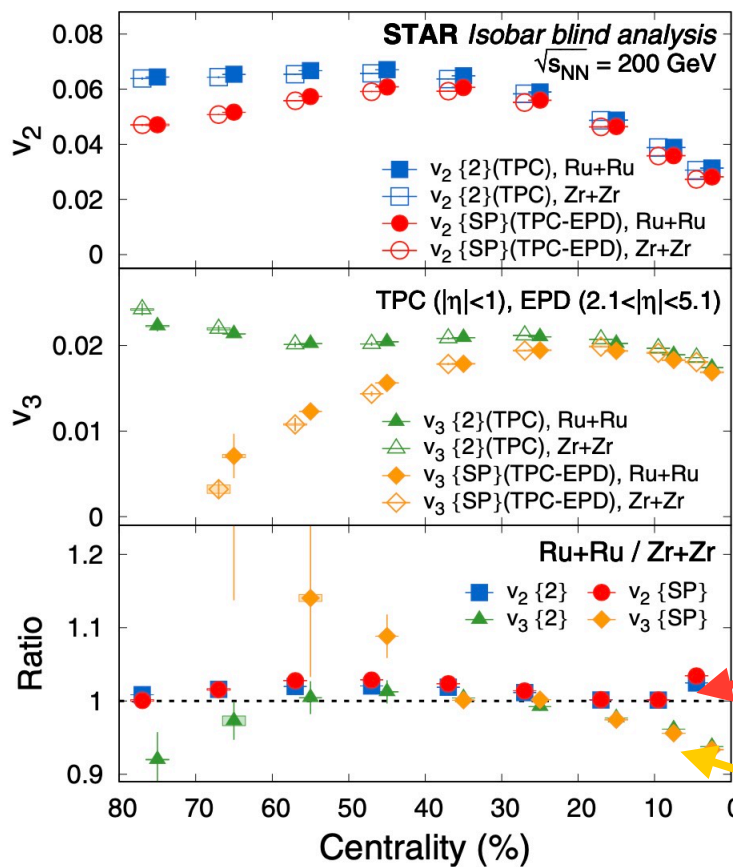 STAR Isobar blind analysis
√s_NN = 200 GeV
0.08
0.06
0.04
0.02
0
v₂
v₂ {2}(TPC), Ru+Ru
v₂ {2}(TPC), Zr+Zr
v₂ {SP}(TPC-EPD), Ru+Ru
v₂ {SP}(TPC-EPD), Zr+Zr
TPC (|η|<1), EPD (2.1<|η|<5.1)
0.02
0.01
0
v₃
v₃ {2}(TPC), Ru+Ru
v₃ {2}(TPC), Zr+Zr
v₃ {SP}(TPC-EPD), Ru+Ru
v₃ {SP}(TPC-EPD), Zr+Zr
Ru+Ru / Zr+Zr
v₂ {2} v₂ {SP}
v₃ {2} v₃ {SP}
1.2
1.1
1
0.9
Ratio
80 70 60 50 40 30 20 10 0
Centrality (%)